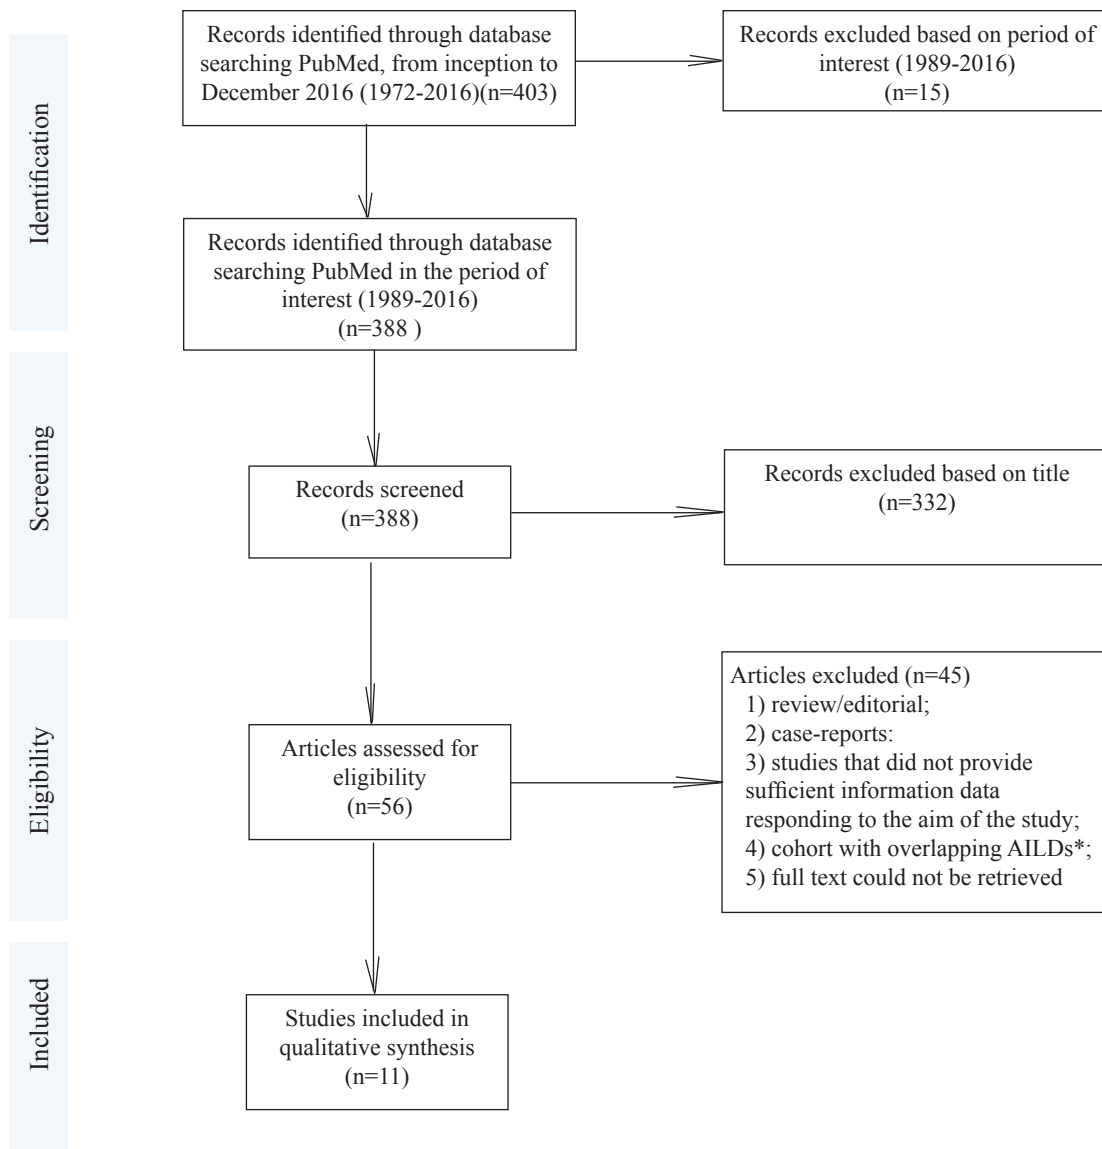 Identification
Records identified through database
searching PubMed, from inception to
December 2016 (1972-2016)(n=403)
Records excluded based on period of
interest (1989-2016)
(n=15)
Records identified through database
searching PubMed in the period of
interest (1989-2016)
(n=388 )
Screening
Records screened
(n=388)
Records excluded based on title
(n=332)
Eligibility
Articles assessed for
eligibility
(n=56)
Articles excluded (n=45)
1) review/editorial;
2) case-reports:
3) studies that did not provide
sufficient information data
responding to the aim of the study;
4) cohort with overlapping AILDs*;
5) full text could not be retrieved
Included
Studies included in
qualitative synthesis
(n=11)